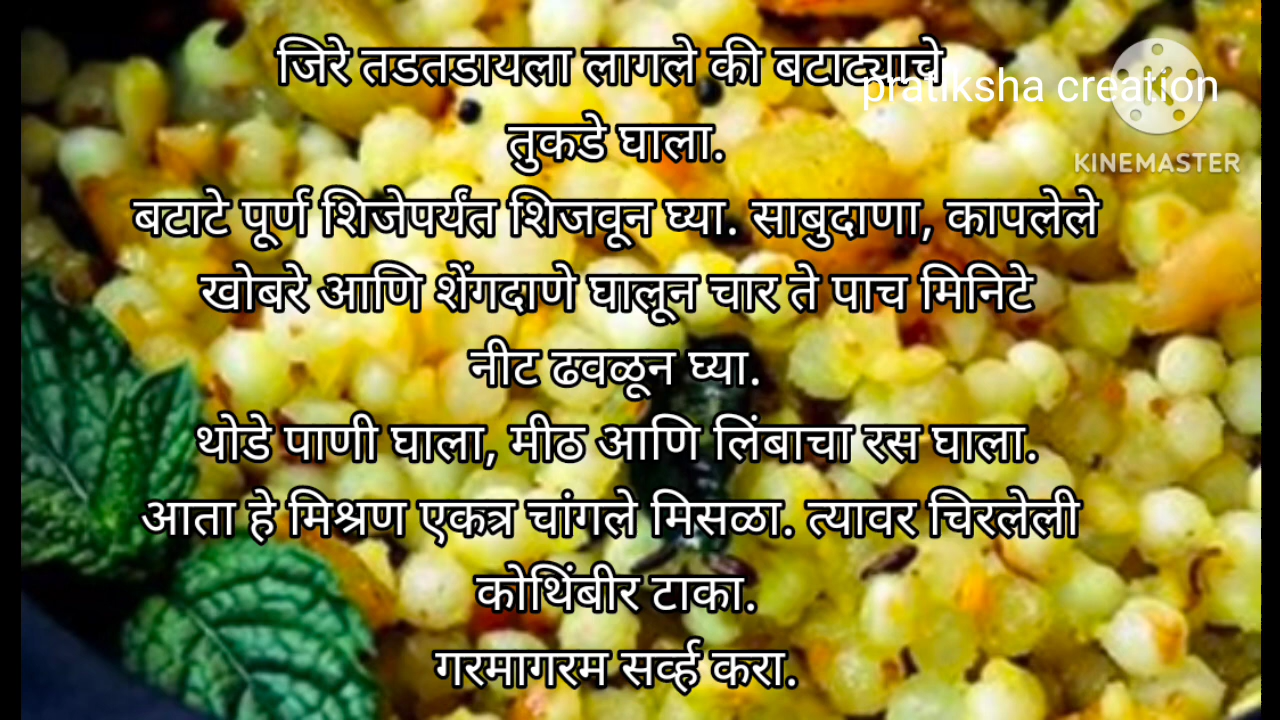 जिरे तडतडायला लागले की बटाट्याचे
pratiksha creation
तुकडे घाला.
KINEMASTER
बटाटे पूर्ण शिजेपर्यंत शिजवून घ्या. साबुदाणा, कापलेले
खोबरे आणि शेंगदाणे घालून चार ते पाच मिनिटे
नीट ढवळून घ्या.
थोडे पाणी घाला, मीठ आणि लिंबाचा रस घाला.
आता हे मिश्रण एकत्र चांगले मिसळा. त्यावर चिरलेली
कोथिंबीर टाका.
गरमागरम सर्व्ह करा.